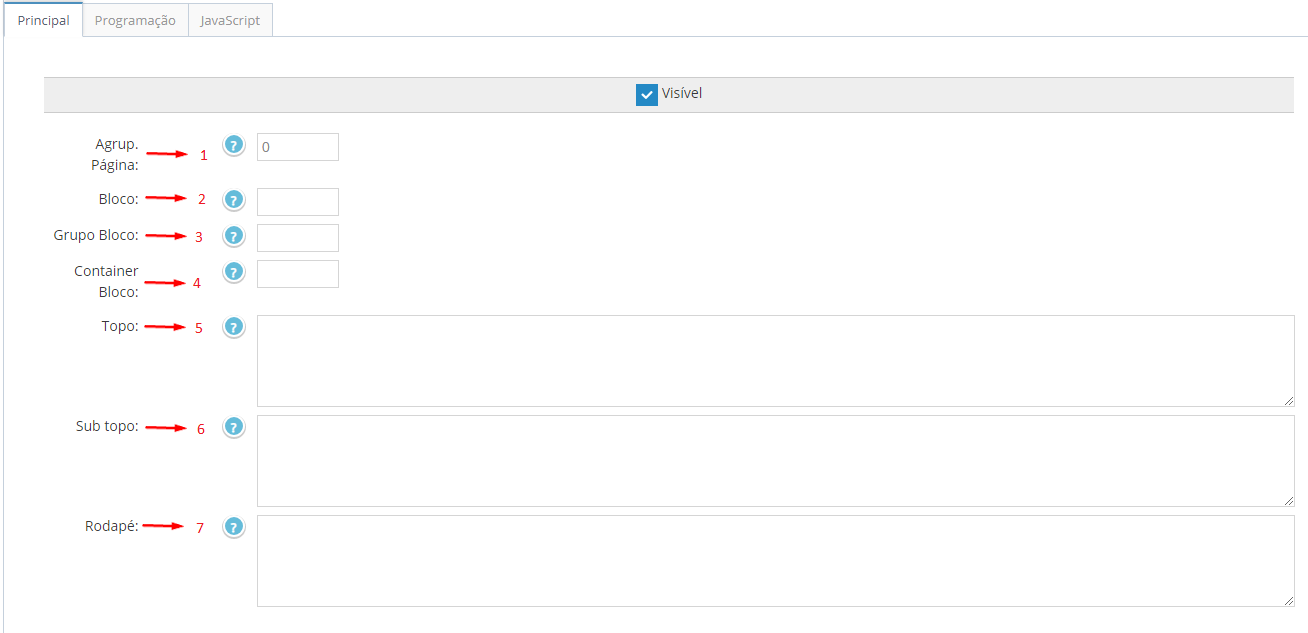 Principal Programação JavaScript
Visível
Agrup.
Página: 1 ? 0
Bloco: 2 ?
Grupo Bloco: 3 ?
Container
Bloco: 4 ?
Topo: 5 ?
Sub topo: 6 ?
Rodapé: 7 ?